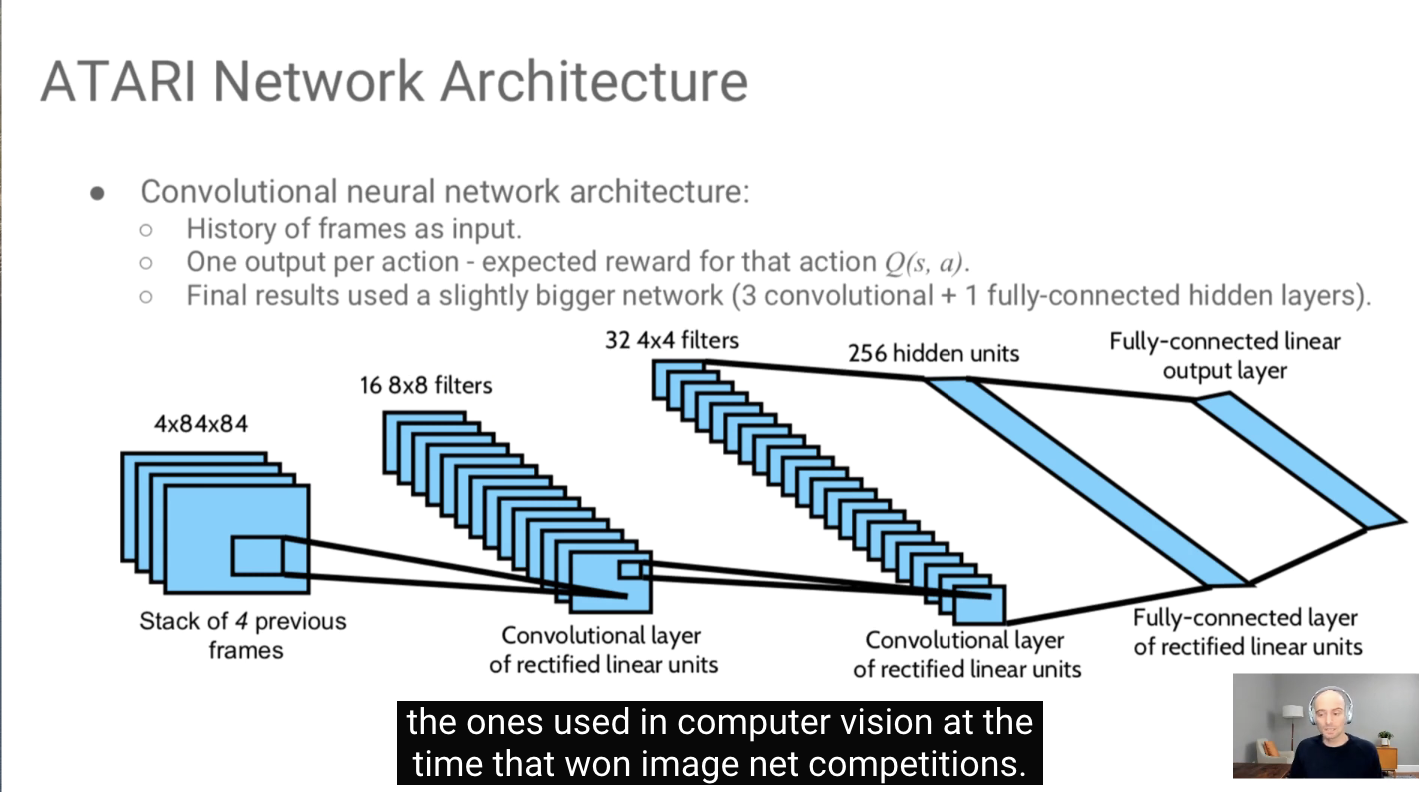 ATARI Network Architecture
● Convolutional neural network architecture:
○ History of frames as input.
○ One output per action - expected reward for that action Q(s, a).
○ Final results used a slightly bigger network (3 convolutional + 1 fully-connected hidden layers).
4x84x84
16 8x8 filters
32 4x4 filters
256 hidden units
Fully-connected linear
output layer
Stack of 4 previous
frames
Convolutional layer
of rectified linear units
Convolutional layer
of rectified linear units
Fully-connected layer
of rectified linear units
the ones used in computer vision at the
time that won image net competitions.